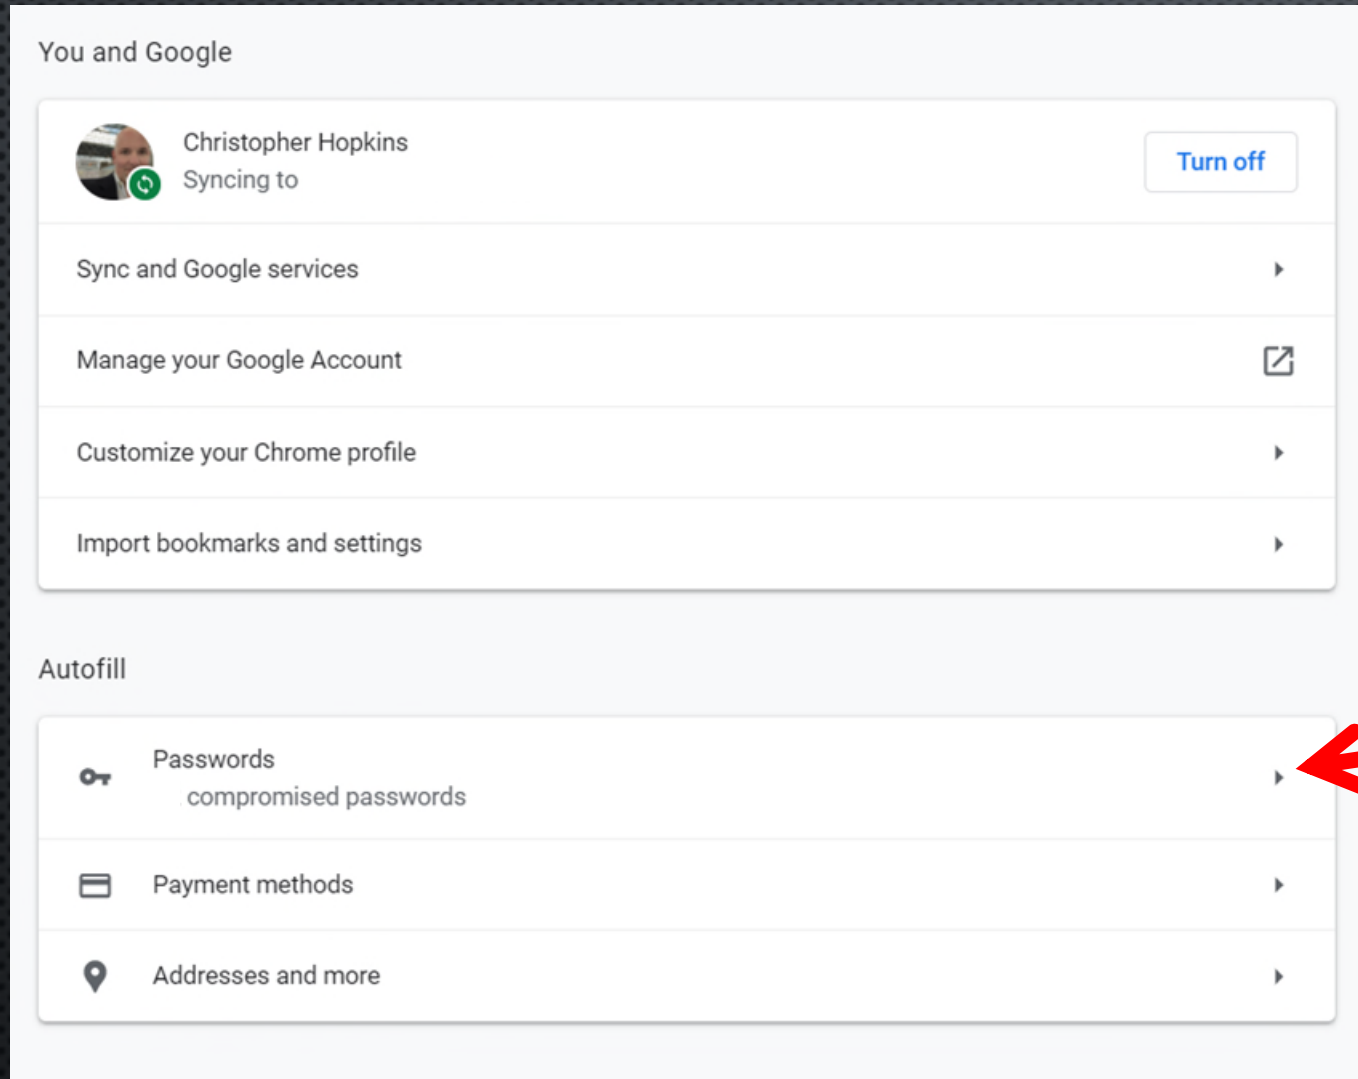 You and Google
Christopher Hopkins
Turn off
Syncing to
Sync and Google services
Manage your Google Account
Customize your Chrome profile
Import bookmarks and settings
Autofill
Passwords
compromised passwords
Payment methods
Addresses and more